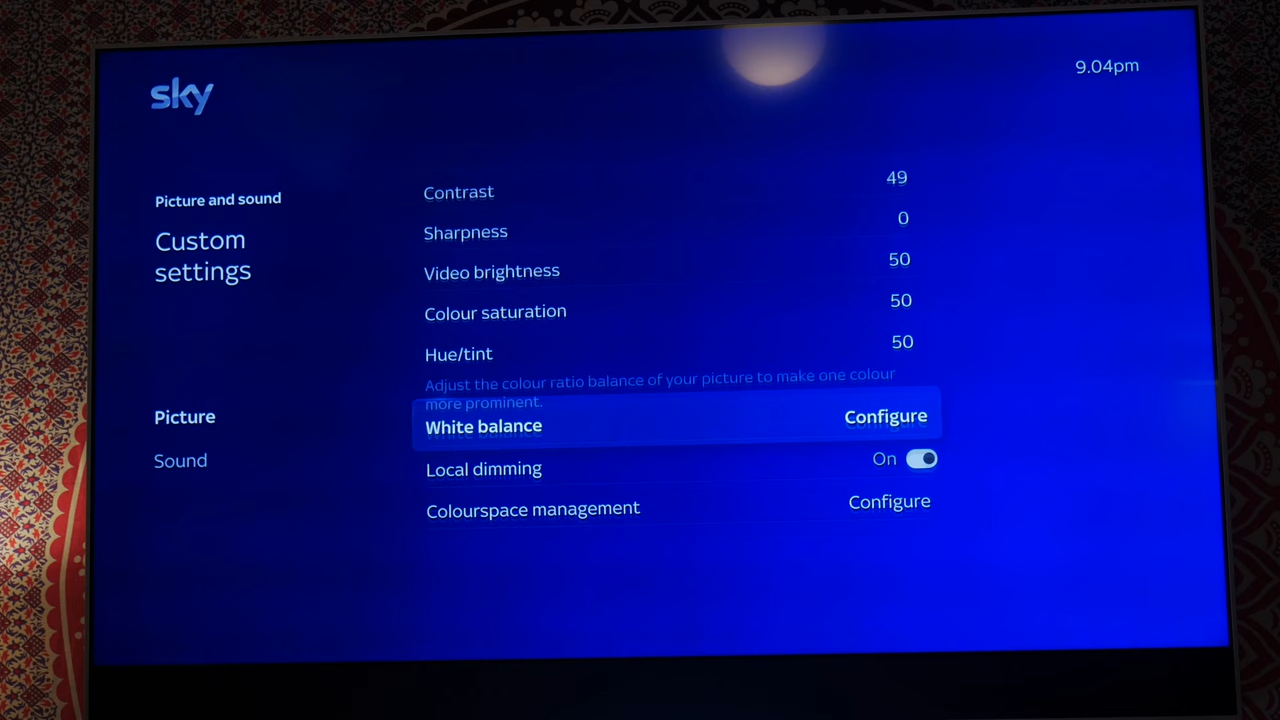 sky
9.04pm
Picture and sound
Custom
settings
Picture
Sound
Contrast 49
Sharpness 0
Video brightness 50
Colour saturation 50
Hue/tint 50
Adjust the colour ratio balance of your picture to make one colour
more prominent.
White balance Configure
Local dimming On
Colourspace management Configure